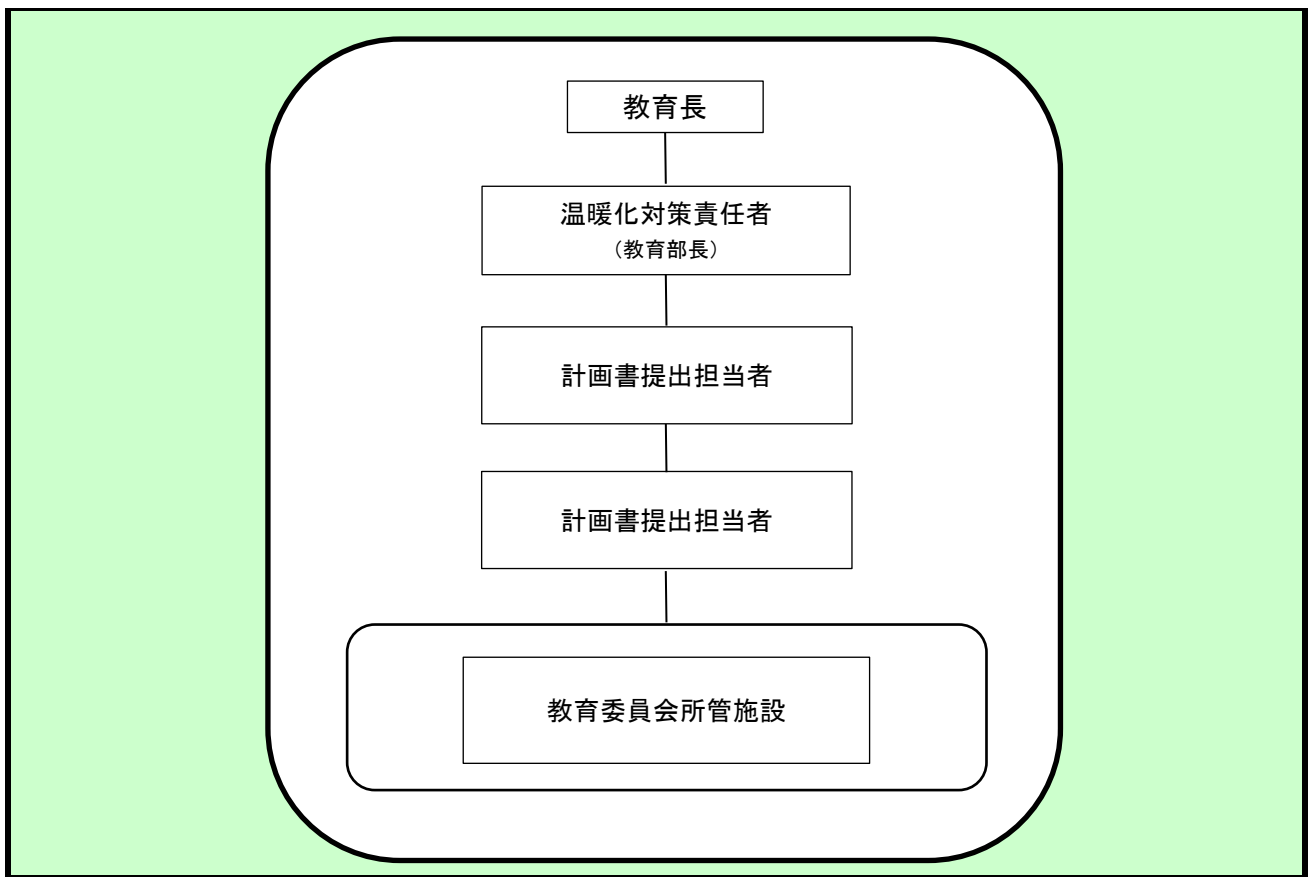 教育長
温暖化対策責任者
（教育部長）
計画書提出担当者
計画書提出担当者
教育委員会所管施設